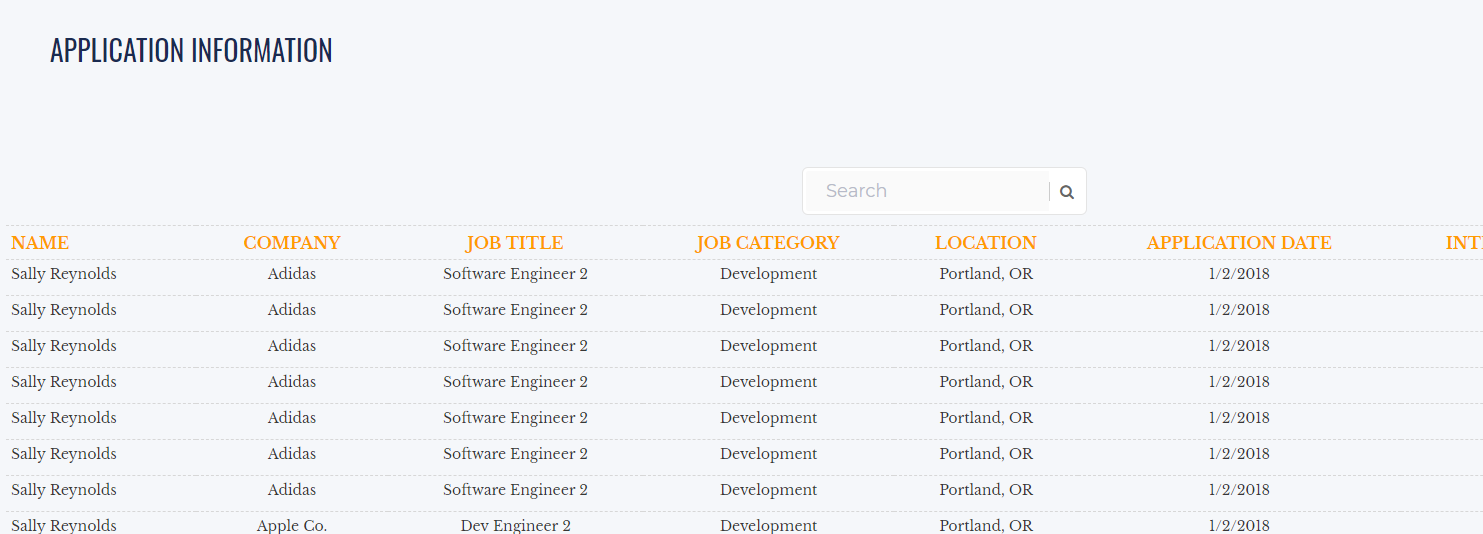 APPLICATION INFORMATION
Search
NAME COMPANY JOB TITLE JOB CATEGORY LOCATION APPLICATION DATE
Sally Reynolds Adidas Software Engineer 2 Development Portland, OR 1/2/2018
Sally Reynolds Adidas Software Engineer 2 Development Portland, OR 1/2/2018
Sally Reynolds Adidas Software Engineer 2 Development Portland, OR 1/2/2018
Sally Reynolds Adidas Software Engineer 2 Development Portland, OR 1/2/2018
Sally Reynolds Adidas Software Engineer 2 Development Portland, OR 1/2/2018
Sally Reynolds Adidas Software Engineer 2 Development Portland, OR 1/2/2018
Sally Reynolds Adidas Software Engineer 2 Development Portland, OR 1/2/2018
Sally Reynolds Apple Co. Dev Engineer 2 Development Portland, OR 1/2/2018